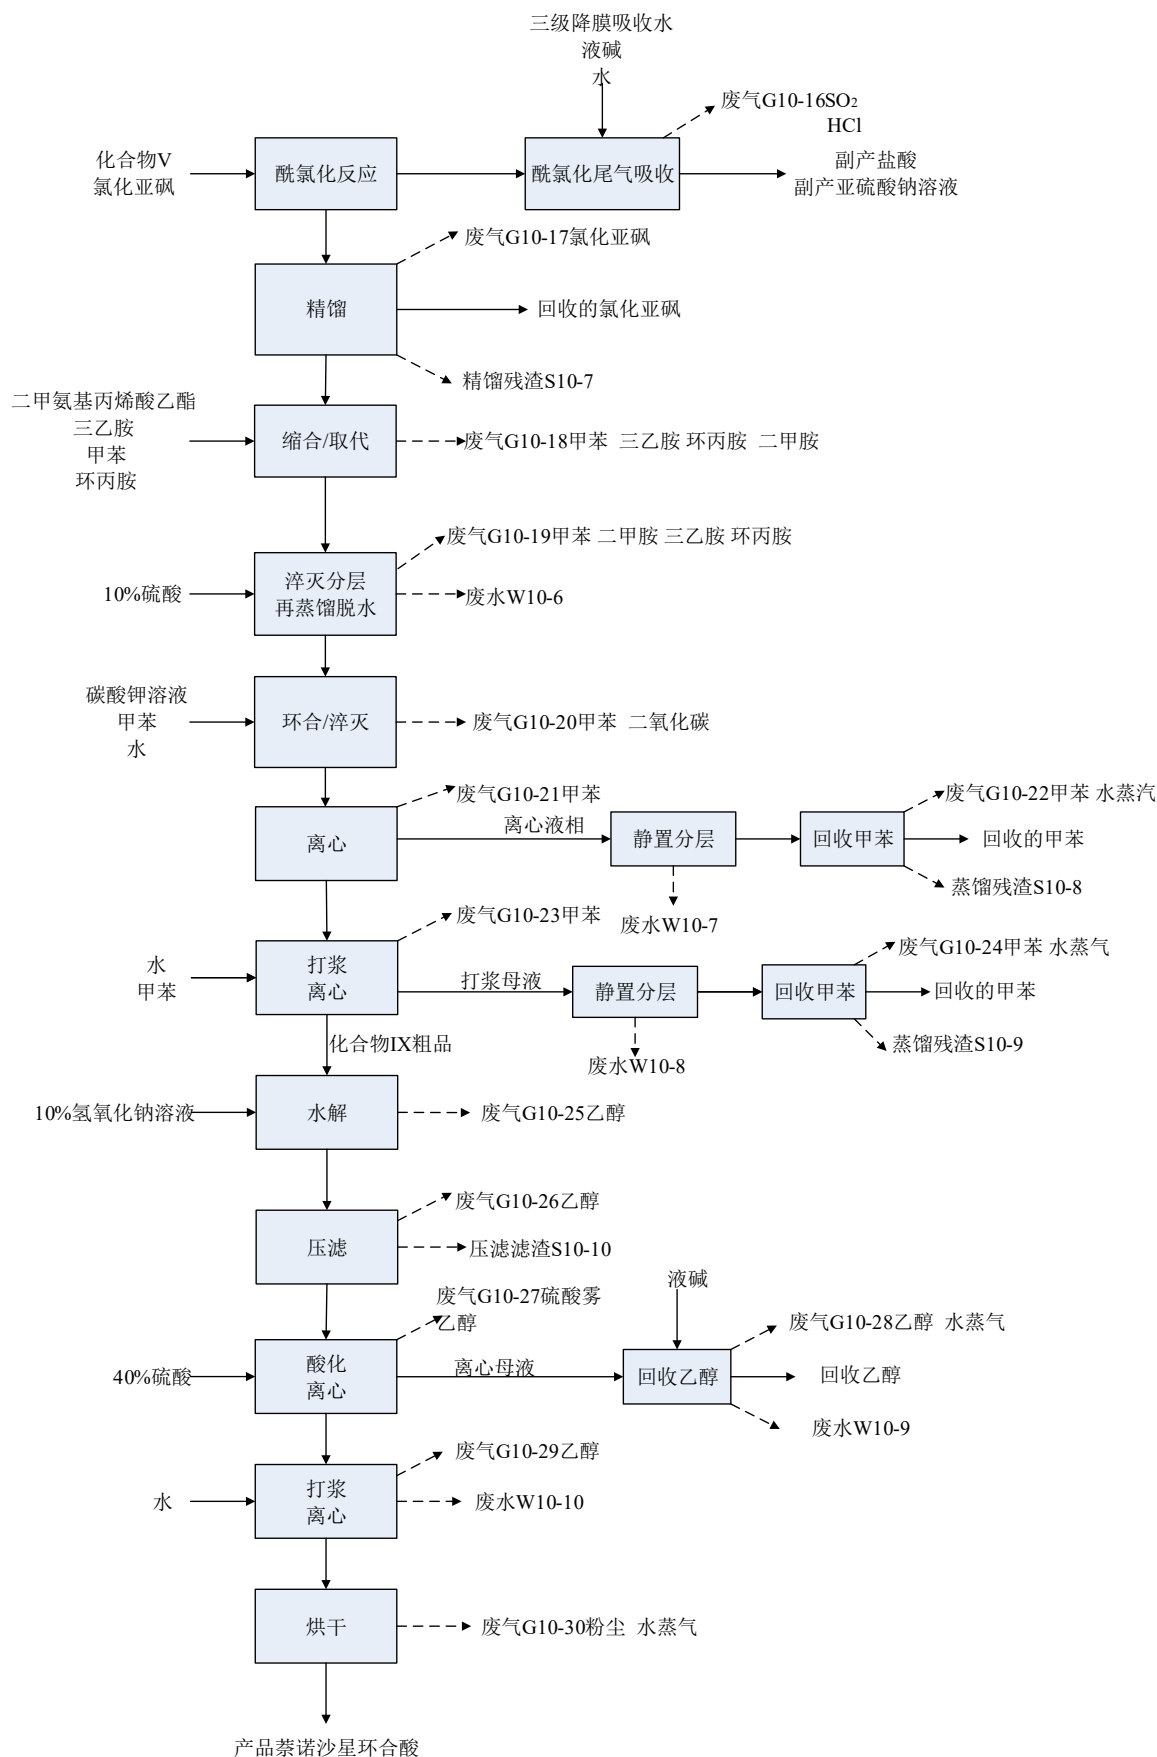 三级降膜吸收水
液碱
水
废气G10-16SO₂
HCl
化合物V
氯化亚砜
酰氯化反应
酰氯化尾气吸收
副产盐酸
副产亚硫酸钠溶液
废气G10-17氯化亚砜
精馏
回收的氯化亚砜
精馏残渣S10-7
二甲氨基丙烯酸乙酯
三乙胺
甲苯
环丙胺
缩合/取代
废气G10-18甲苯 三乙胺 环丙胺 二甲胺
废气G10-19甲苯 二甲胺 三乙胺 环丙胺
10%硫酸
淬灭分层
再蒸馏脱水
废水W10-6
碳酸钾溶液
甲苯
水
环合/淬灭
废气G10-20甲苯 二氧化碳
废气G10-21甲苯
离心
离心液相
静置分层
回收甲苯
废气G10-22甲苯 水蒸汽
回收的甲苯
蒸馏残渣S10-8
废水W10-7
废气G10-23甲苯
水
甲苯
打浆
离心
打浆母液
静置分层
回收甲苯
废气G10-24甲苯 水蒸气
回收的甲苯
蒸馏残渣S10-9
废水W10-8
化合物IX粗品
10%氢氧化钠溶液
水解
废气G10-25乙醇
废气G10-26乙醇
压滤
压滤滤渣S10-10
废气G10-27硫酸雾
乙醇
液碱
40%硫酸
酸化
离心
离心母液
回收乙醇
废气G10-28乙醇 水蒸气
回收乙醇
废水W10-9
废气G10-29乙醇
水
打浆
离心
废水W10-10
烘干
废气G10-30粉尘 水蒸气
产品萘诺沙星环合酸